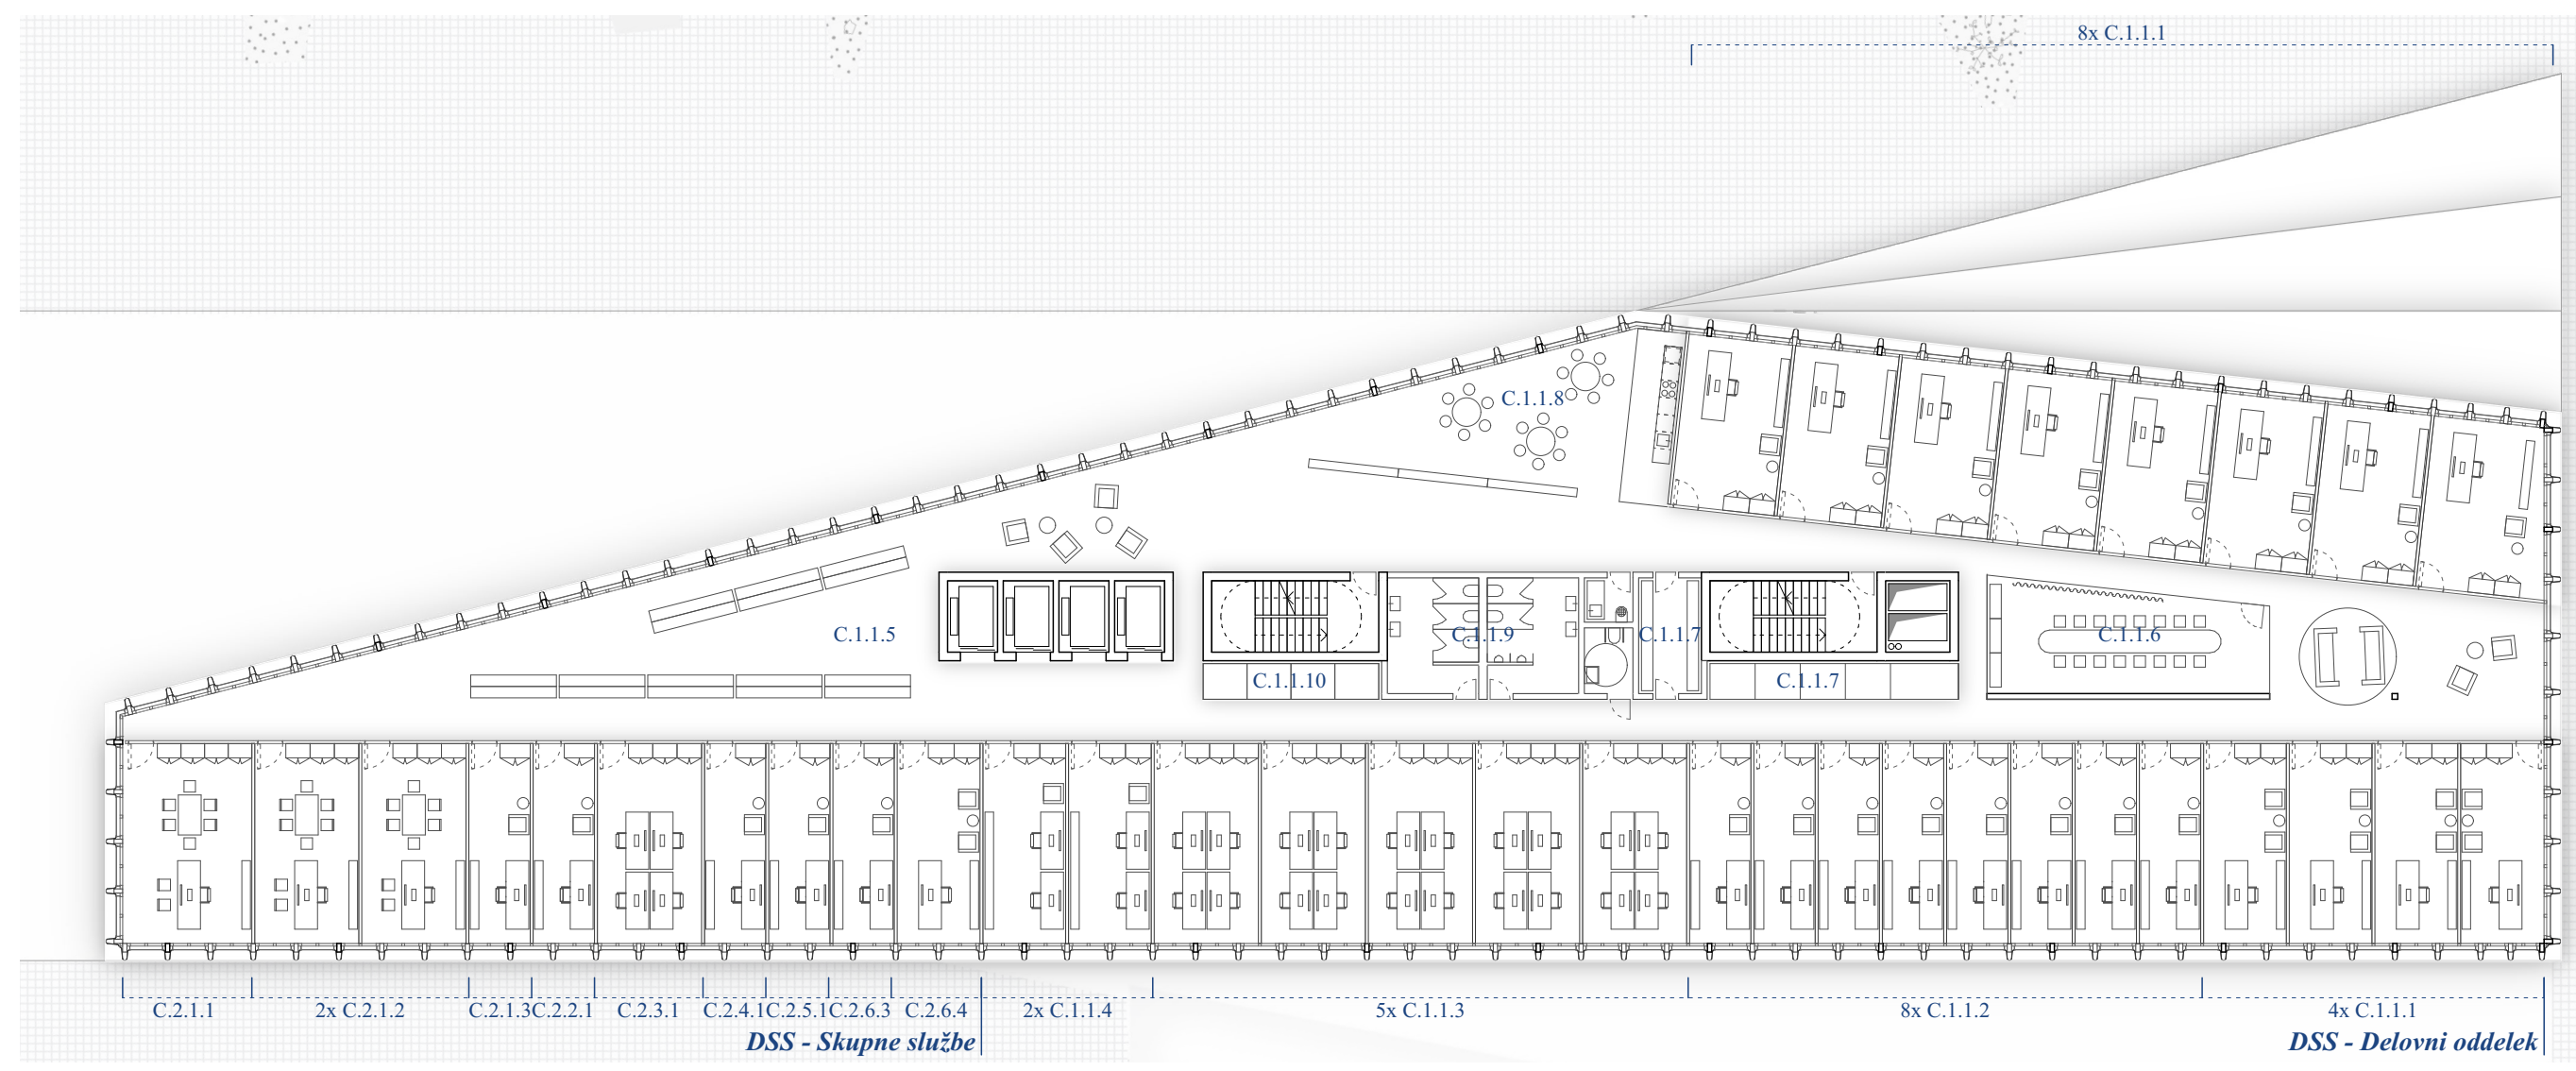 8x C.1.1.1
C.1.1.8
C.1.1.5
C.1.1.9
C.1.1.7
C.1.1.6
C.1.1.10
C.1.1.7
C.2.1.1
2x C.2.1.2
C.2.1.3
C.2.2.1
C.2.3.1
C.2.4.1
C.2.5.1
C.2.6.3
C.2.6.4
2x C.1.1.4
5x C.1.1.3
8x C.1.1.2
4x C.1.1.1
DSS - Skupne službe
DSS - Delovni oddelek